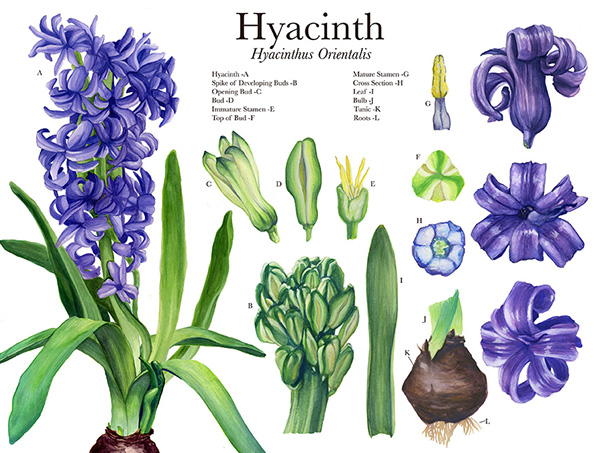 Hyacinth
Hyacinthus Orientalis
Hyacinth -A
Spike of Developing Buds -B
Opening Bud -C
Bud -D
Immature Stamen -E
Top of Bud -F
Mature Stamen -G
Cross Section -H
Leaf -I
Bulb -J
Tunic -K
Roots -L
A
G
C
D
E
F
H
B
I
J
K
L